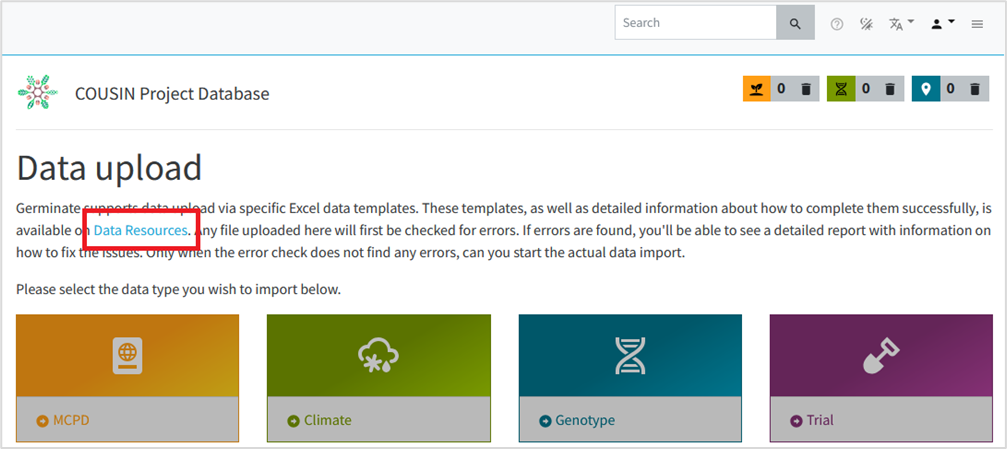 Search
COUSIN Project Database
0
0
0
Data upload
Germinate supports data upload via specific Excel data templates. These templates, as well as detailed information about how to complete them successfully, is
available on Data Resources. Any file uploaded here will first be checked for errors. If errors are found, you'll be able to see a detailed report with information on
how to fix the issues. Only when the error check does not find any errors, can you start the actual data import.
Please select the data type you wish to import below.
MCPD
Climate
Genotype
Trial